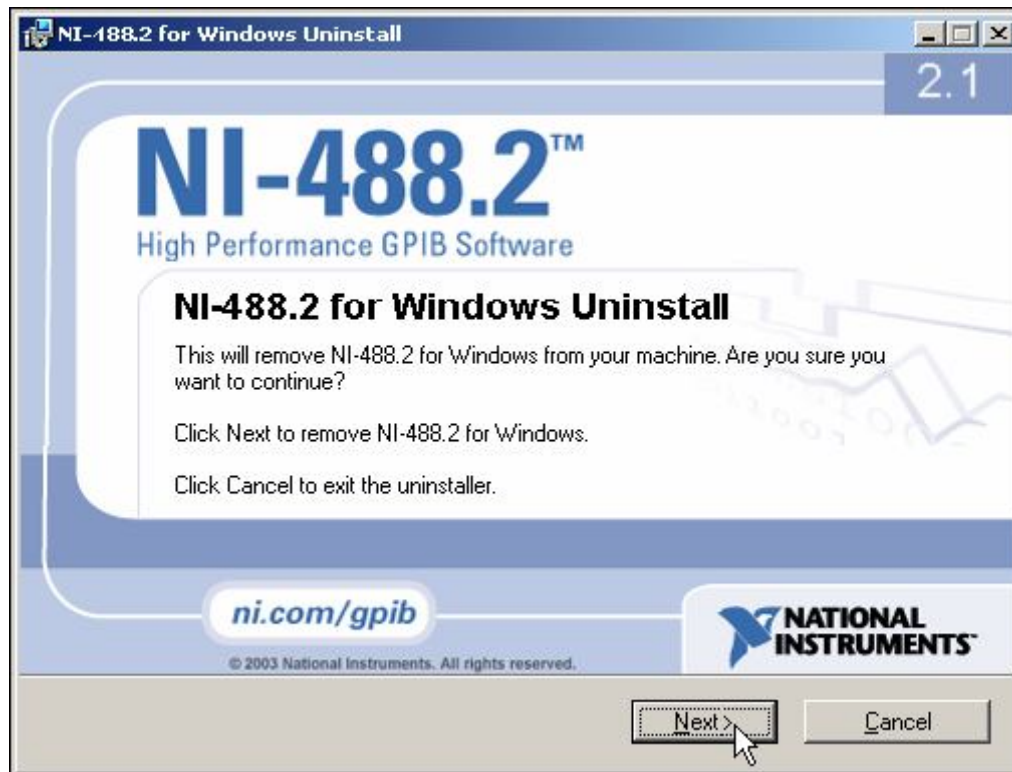 NI-488.2 for Windows Uninstall
2.1
NI-488.2™
High Performance GPIB Software
NI-488.2 for Windows Uninstall
This will remove NI-488.2 for Windows from your machine. Are you sure you
want to continue?
Click Next to remove NI-488.2 for Windows.
Click Cancel to exit the uninstaller.
ni.com/gpib
© 2003 National Instruments. All rights reserved.
NATIONAL
INSTRUMENTS™
Next >
Cancel